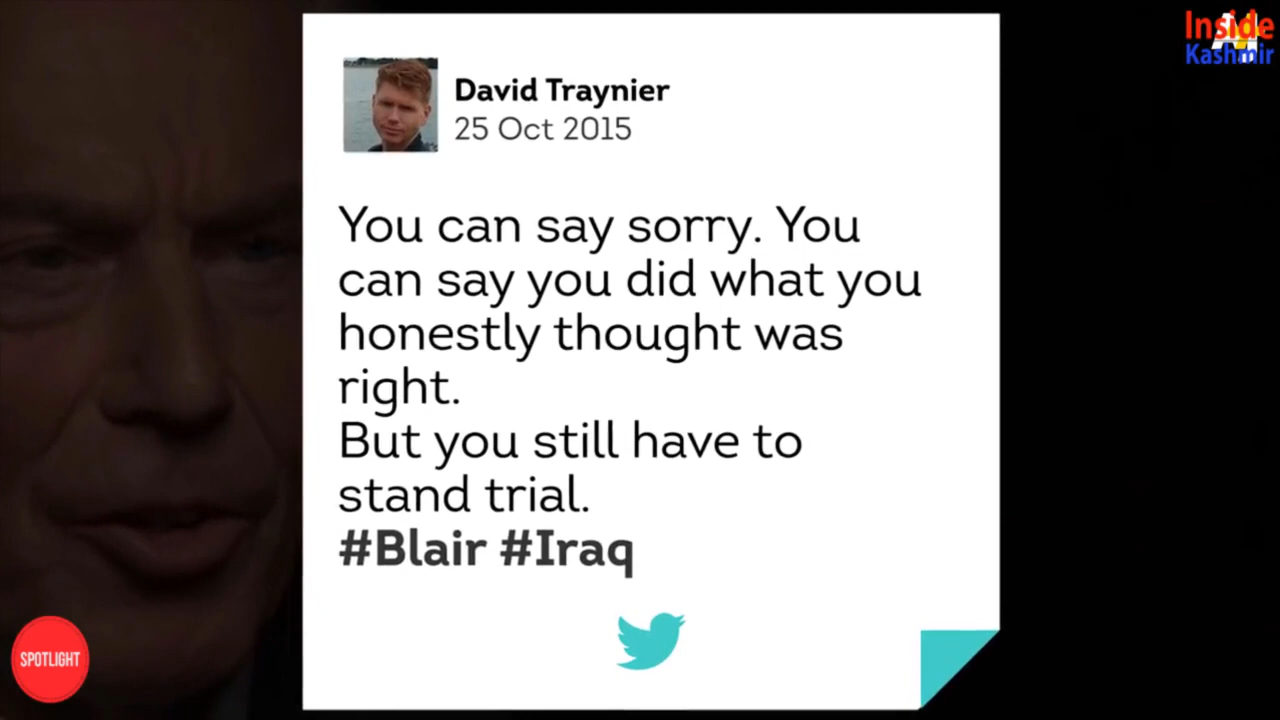 Inside
Kashmir
David Traynier
25 Oct 2015
You can say sorry. You
can say you did what you
honestly thought was
right.
But you still have to
stand trial.
#Blair #Iraq
SPOTLIGHT